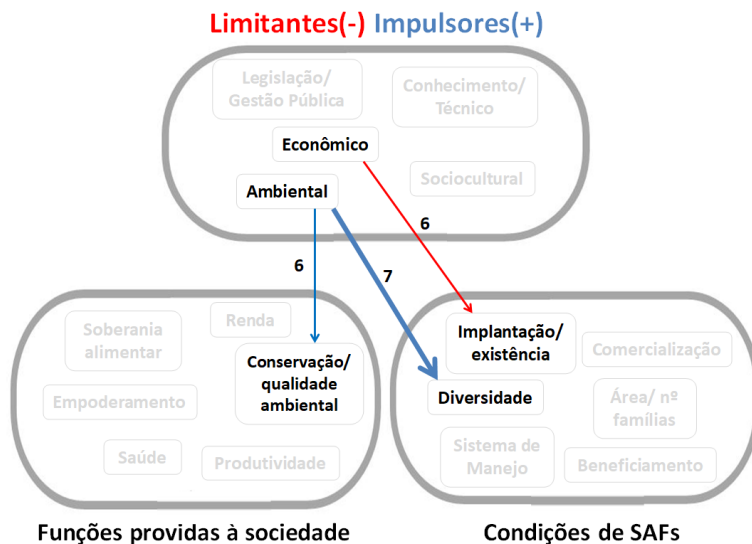 Limitantes(-) Impulsores(+)
Legislação/
Gestão Pública
Conhecimento/
Técnico
Econômico
Sociocultural
Ambiental
6
6
7
Soberania
alimentar
Renda
Conservação/
qualidade
ambiental
Empoderamento
Saúde
Produtividade
Implantação/
existência
Comercialização
Diversidade
Área/ nº
famílias
Sistema de
Manejo
Beneficiamento
Funções providas à sociedade
Condições de SAFs